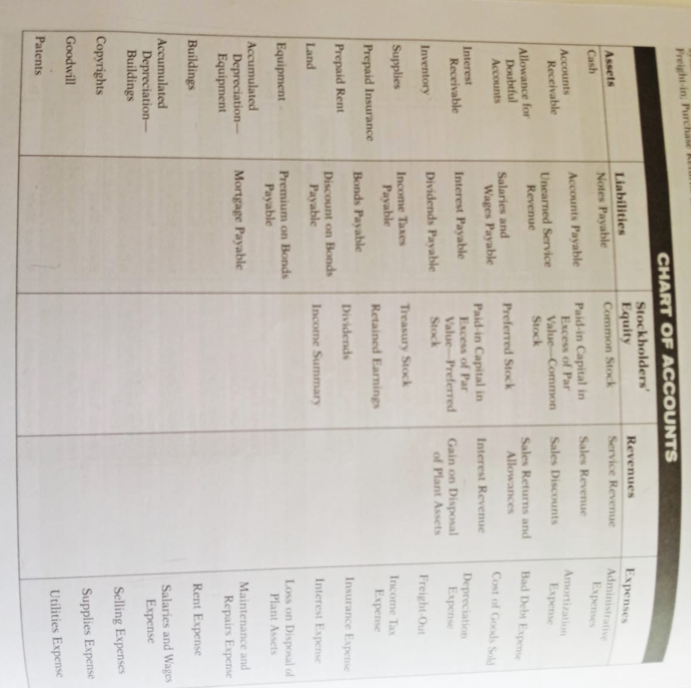 Freight-in; Purchase
CHART OF ACCOUNTS
Assets
Cash
Accounts
Receivable
Allowance for
Doubtful
Accounts
Interest
Receivable
Inventory
Supplies
Prepaid Insurance
Prepaid Rent
Land
Equipment
Accumulated
Depreciation—
Equipment
Buildings
Accumulated
Depreciation—
Buildings
Copyrights
Goodwill
Patents
Liabilities
Notes Payable
Accounts Payable
Unearned Service
Revenue
Salaries and
Wages Payable
Interest Payable
Dividends Payable
Income Taxes
Payable
Bonds Payable
Discount on Bonds
Payable
Premium on Bonds
Payable
Mortgage Payable
Stockholders'
Equity
Common Stock
Paid-in Capital in
Excess of Par
Value—Common
Stock
Preferred Stock
Paid-in Capital in
Excess of Par
Value—Preferred
Stock
Treasury Stock
Retained Earnings
Dividends
Income Summary
Revenues
Service Revenue
Sales Revenue
Sales Discounts
Sales Returns and
Allowances
Interest Revenue
Gain on Disposal
of Plant Assets
Expenses
Administrative
Expenses
Amortization
Expense
Bad Debt Expense
Cost of Goods Sold
Depreciation
Expense
Freight-Out
Income Tax
Expense
Insurance Expense
Interest Expense
Loss on Disposal of
Plant Assets
Maintenance and
Repairs Expense
Rent Expense
Salaries and Wages
Expense
Selling Expenses
Supplies Expense
Utilities Expense